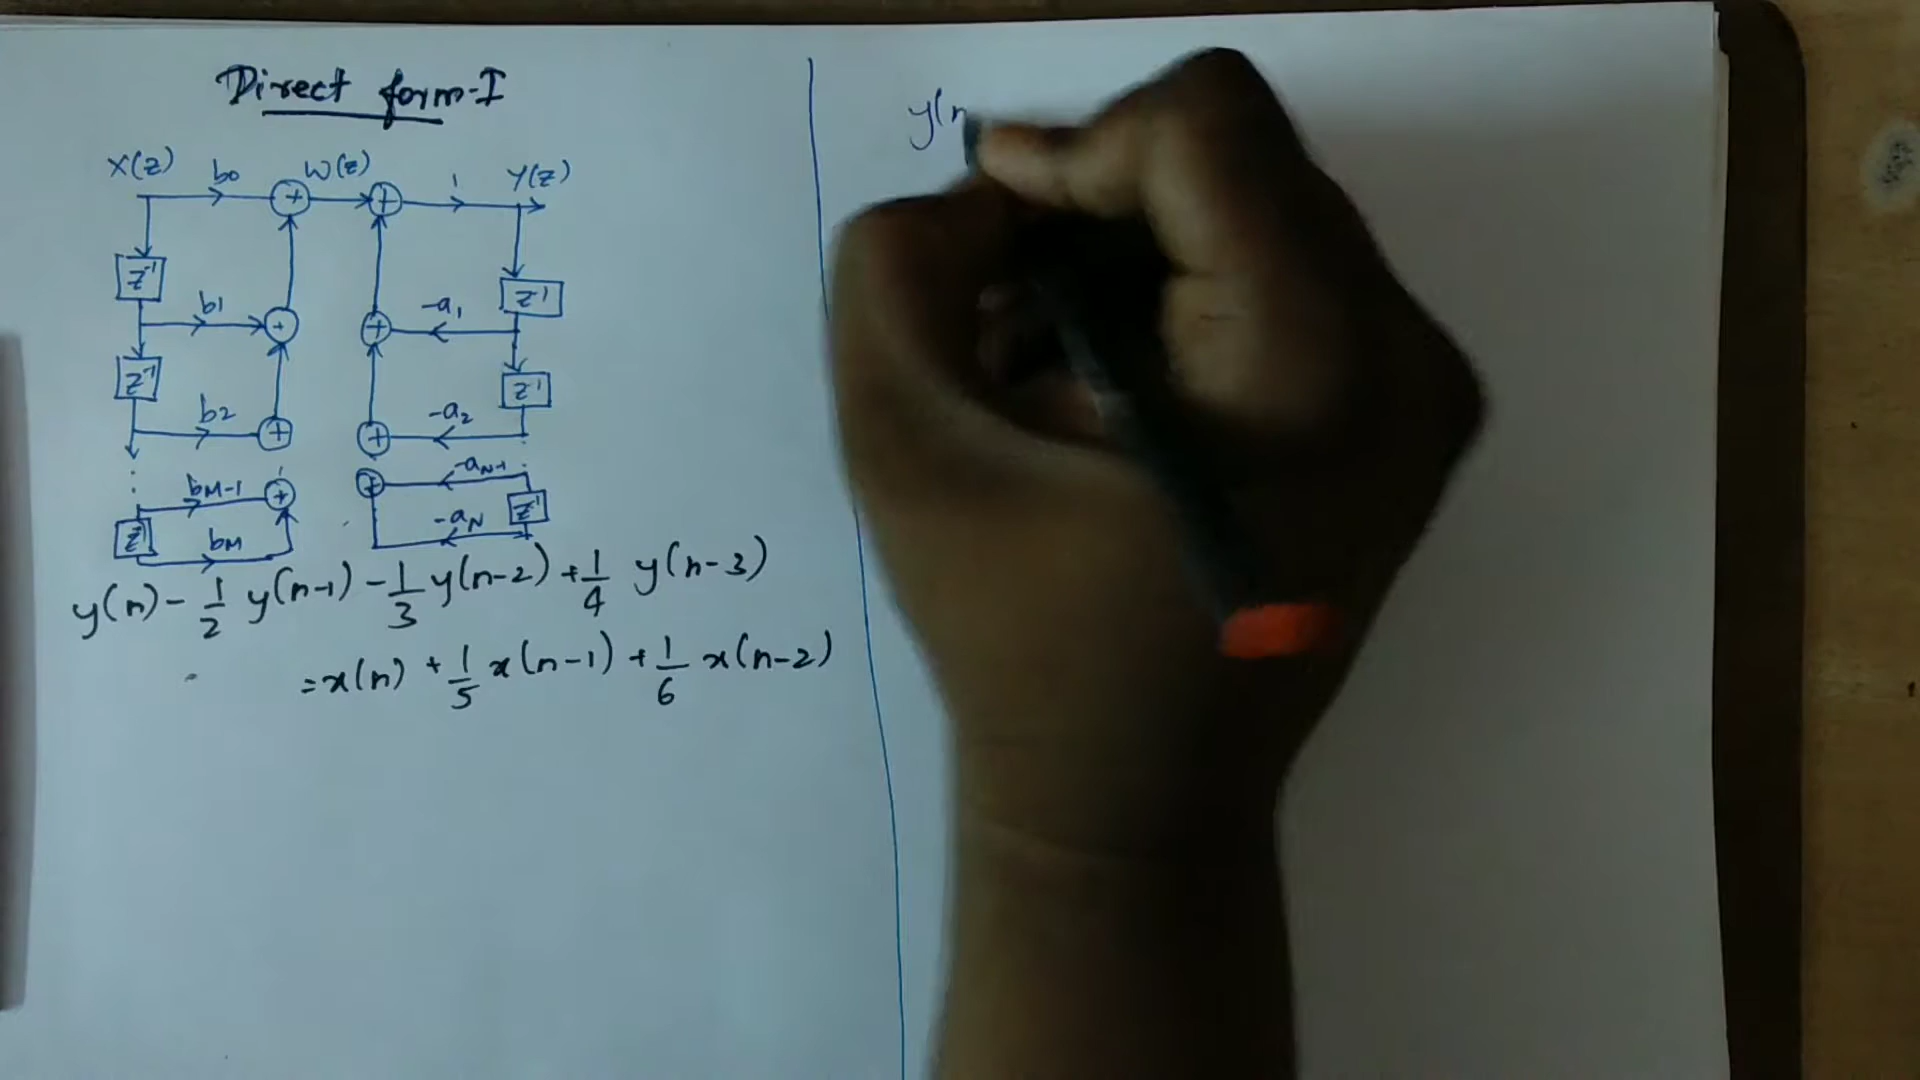 Direct form-I
X(z) b0 W(z) 1 Y(z)
+ +
z⁻¹ z⁻¹
b1 + + -a₁
z⁻¹ z⁻¹
b2 + + -a₂
bM-1 + + -aN-1
z⁻¹ z⁻¹
bM -aN
y(n) - 1/2 y(n-1) - 1/3 y(n-2) + 1/4 y(n-3)
= x(n) + 1/5 x(n-1) + 1/6 x(n-2)
y(n